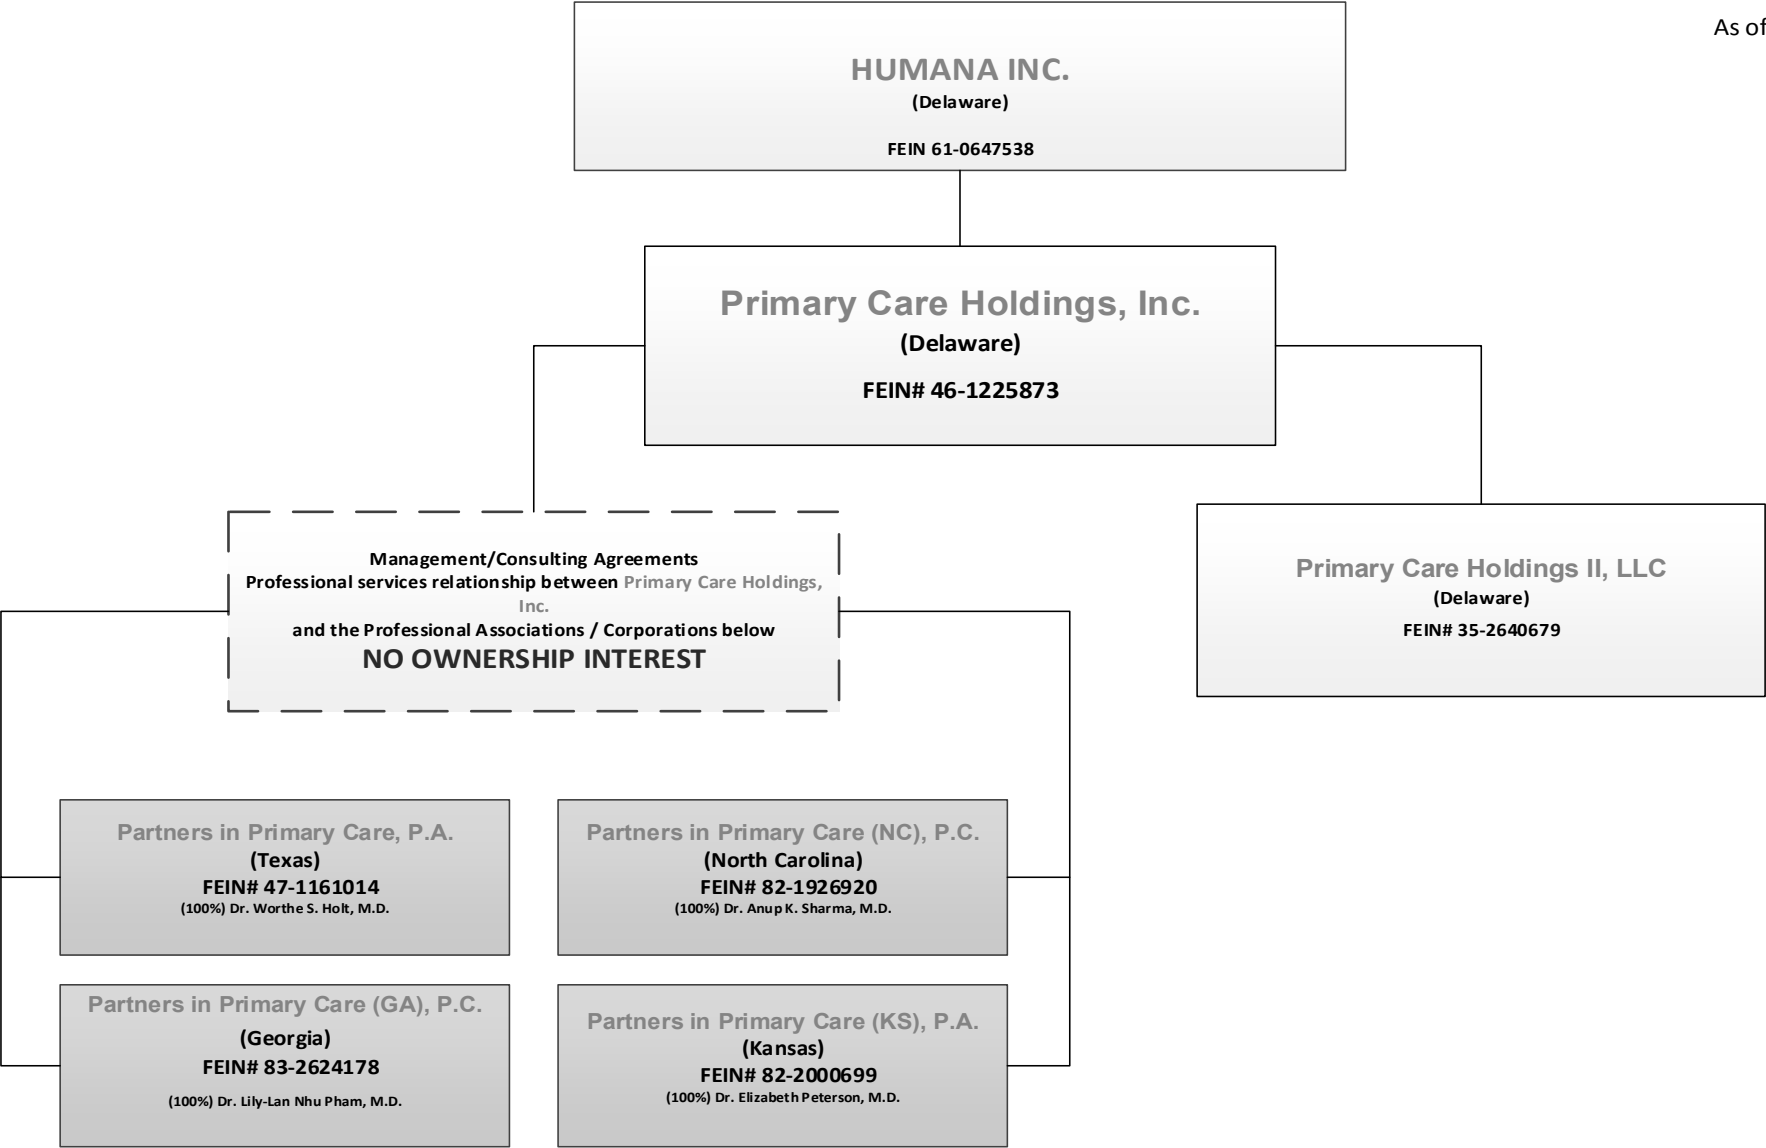 As of
HUMANA INC.
(Delaware)
FEIN 61-0647538
Primary Care Holdings, Inc.
(Delaware)
FEIN# 46-1225873
Management/Consulting Agreements
Professional services relationship between Primary Care Holdings,
Inc.
and the Professional Associations / Corporations below
NO OWNERSHIP INTEREST
Primary Care Holdings II, LLC
(Delaware)
FEIN# 35-2640679
Partners in Primary Care, P.A.
(Texas)
FEIN# 47-1161014
(100%) Dr. Worthe S. Holt, M.D.
Partners in Primary Care (NC), P.C.
(North Carolina)
FEIN# 82-1926920
(100%) Dr. Anup K. Sharma, M.D.
Partners in Primary Care (GA), P.C.
(Georgia)
FEIN# 83-2624178
(100%) Dr. Lily-Lan Nhu Pham, M.D.
Partners in Primary Care (KS), P.A.
(Kansas)
FEIN# 82-2000699
(100%) Dr. Elizabeth Peterson, M.D.